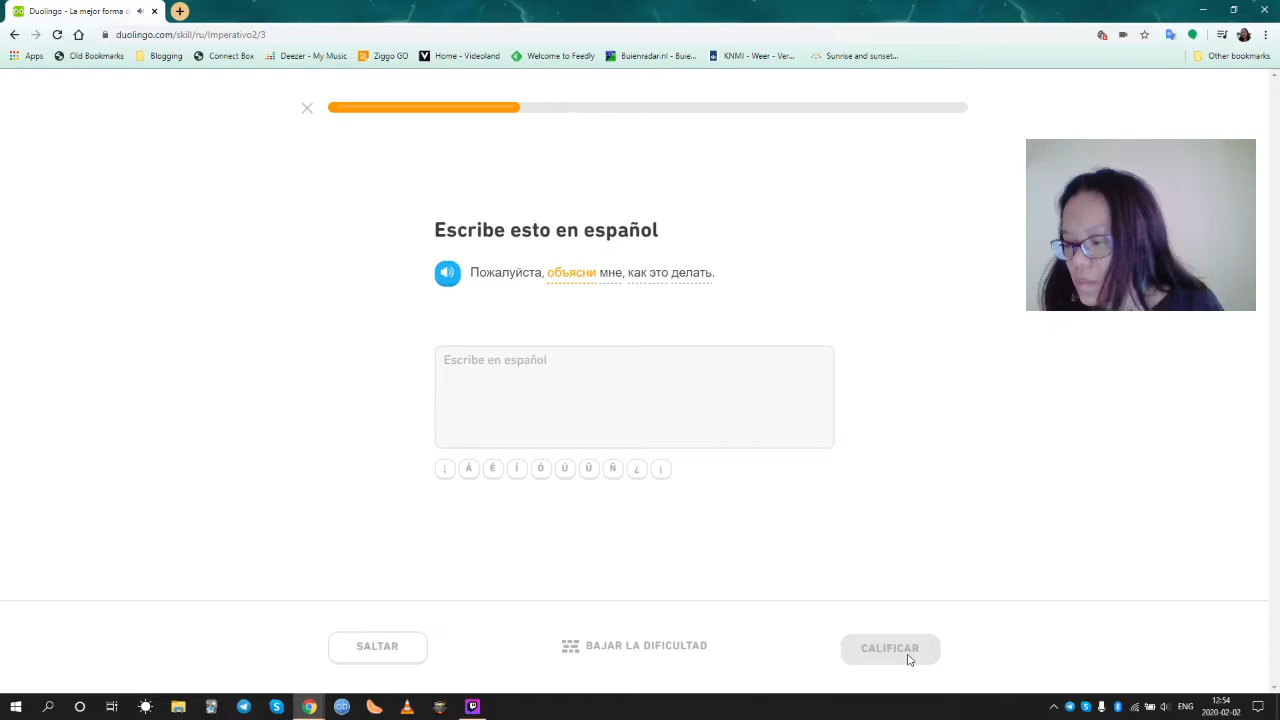 Duolingo - La mejor forma d
duolingo.com/skill/ru/Imperativo2/3
Apps
Old Bookmarks
Blogging
Connect Box
Deezer - My Music
Ziggo GO
Home - Videoland
Welcome to Feedly
Buienradar.nl - Buie...
KNMI - Weer - Ver...
Sunrise and sunset...
Other bookmarks
Escribe esto en español
Пожалуйста, объясни мне, как это делать.
Escribe en español
↓ Á É Í Ó Ú Ü Ñ ¿ ¡
SALTAR
BAJAR LA DIFICULTAD
CALIFICAR
ENG
12:54
2020-02-02